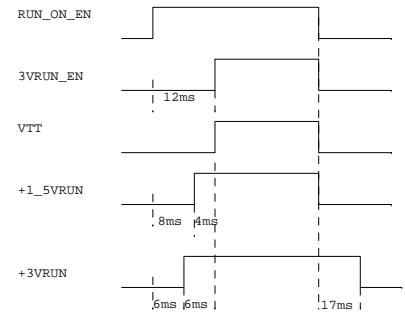 RUN_ON_EN
3VRUN_EN
12ms
VTT
+1_5VRUN
8ms 4ms
+3VRUN
6ms 6ms 17ms